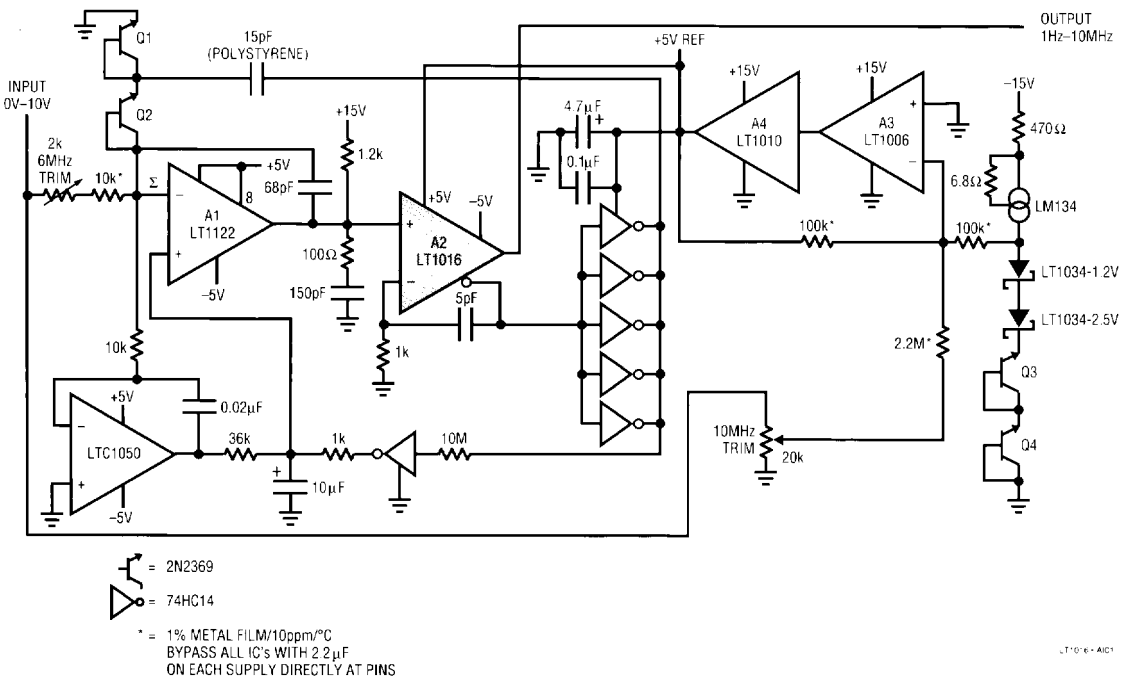 Q1
15pF
(POLYSTYRENE)
OUTPUT
1Hz–10MHz
+5V REF
INPUT
0V–10V
Q2
+15V
4.7µF
+
+15V
A4
LT1010
+15V
A3
LT1006
+
–
–15V
470Ω
2k
6MHz
TRIM
10k*
Σ
–
+5V
8
A1
LT1122
+
–5V
68pF
1.2k
0.1µF
6.8Ω
LM134
+
+5V
–5V
A2
LT1016
–
100Ω
150pF
5pF
1k
100k*
100k*
LT1034-1.2V
LT1034-2.5V
2.2M*
Q3
Q4
10k
+5V
–
LTC1050
+
–5V
0.02µF
36k
+
10µF
1k
10M
10MHz
TRIM
20k
= 2N2369
= 74HC14
* = 1% METAL FILM/10ppm/°C
BYPASS ALL IC's WITH 2.2µF
ON EACH SUPPLY DIRECTLY AT PINS
LT1016 • AIC1